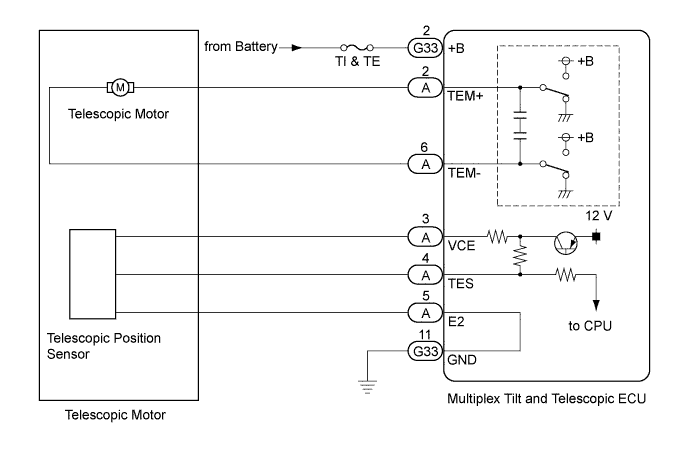 2
from Battery
G33
+B
TI & TE
+B
2
A
TEM+
M
Telescopic Motor
+B
6
A
TEM-
12 V
3
A
VCE
4
A
TES
5
A
E2
to CPU
Telescopic Position
Sensor
11
G33
GND
Multiplex Tilt and Telescopic ECU
Telescopic Motor